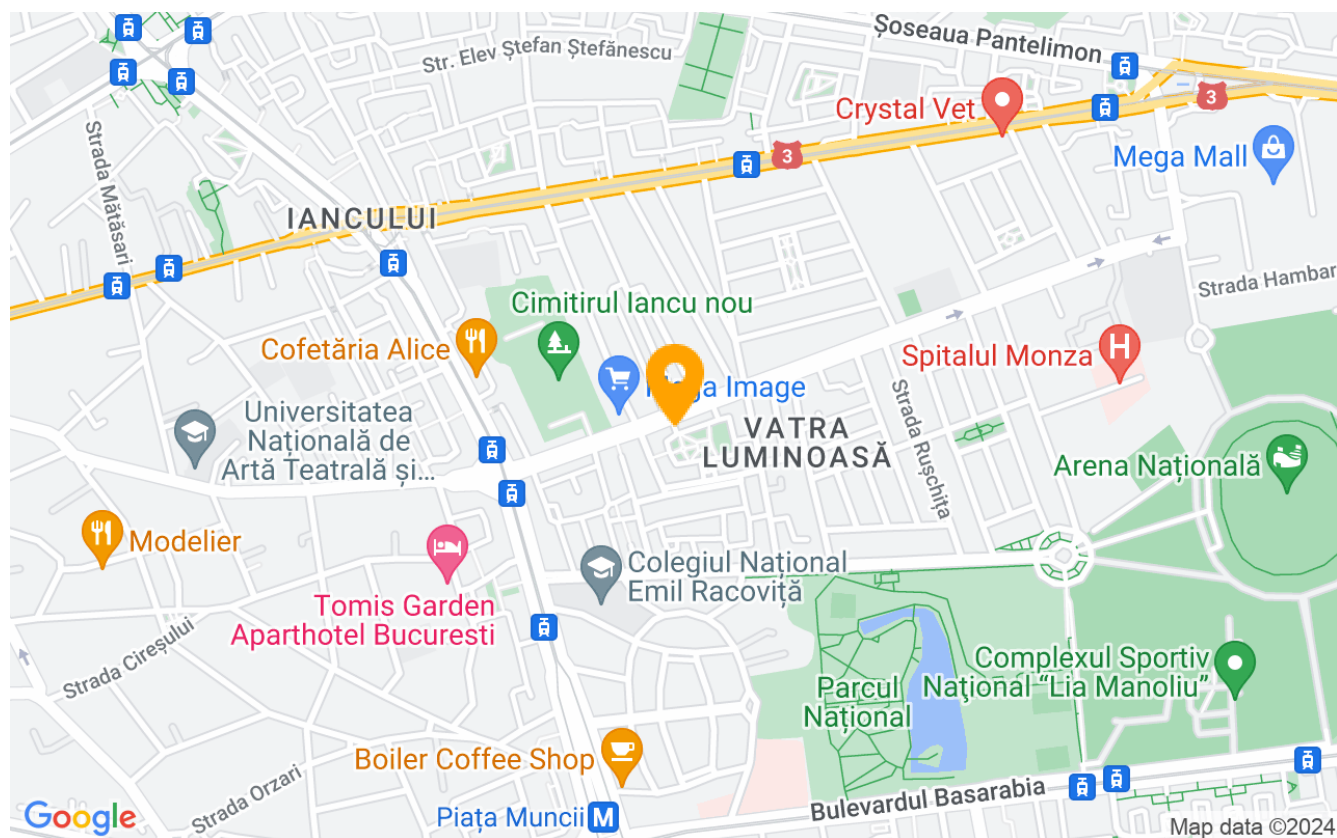 Șoseaua Pantelimon
Str. Elev Ștefan Ștefănescu
Crystal Vet
3
3
Mega Mall
Strada Mătăsari
IANCULUI
Strada Hambar
Cimitirul Iancu nou
Cofetăria Alice
Spitalul Monza
H
Image
Universitatea
Națională de
Artă Teatrală și...
VATRA
LUMINOASĂ
Strada Rușchița
Arena Națională
Modelier
Colegiul Național
Emil Racoviță
Tomis Garden
Aparthotel Bucuresti
Strada Cireșului
Complexul Sportiv
Național “Lia Manoliu”
Parcul
Național
Boiler Coffee Shop
Strada Orzari
Bulevardul Basarabia
Piața Muncii M
Google
Map data ©2024